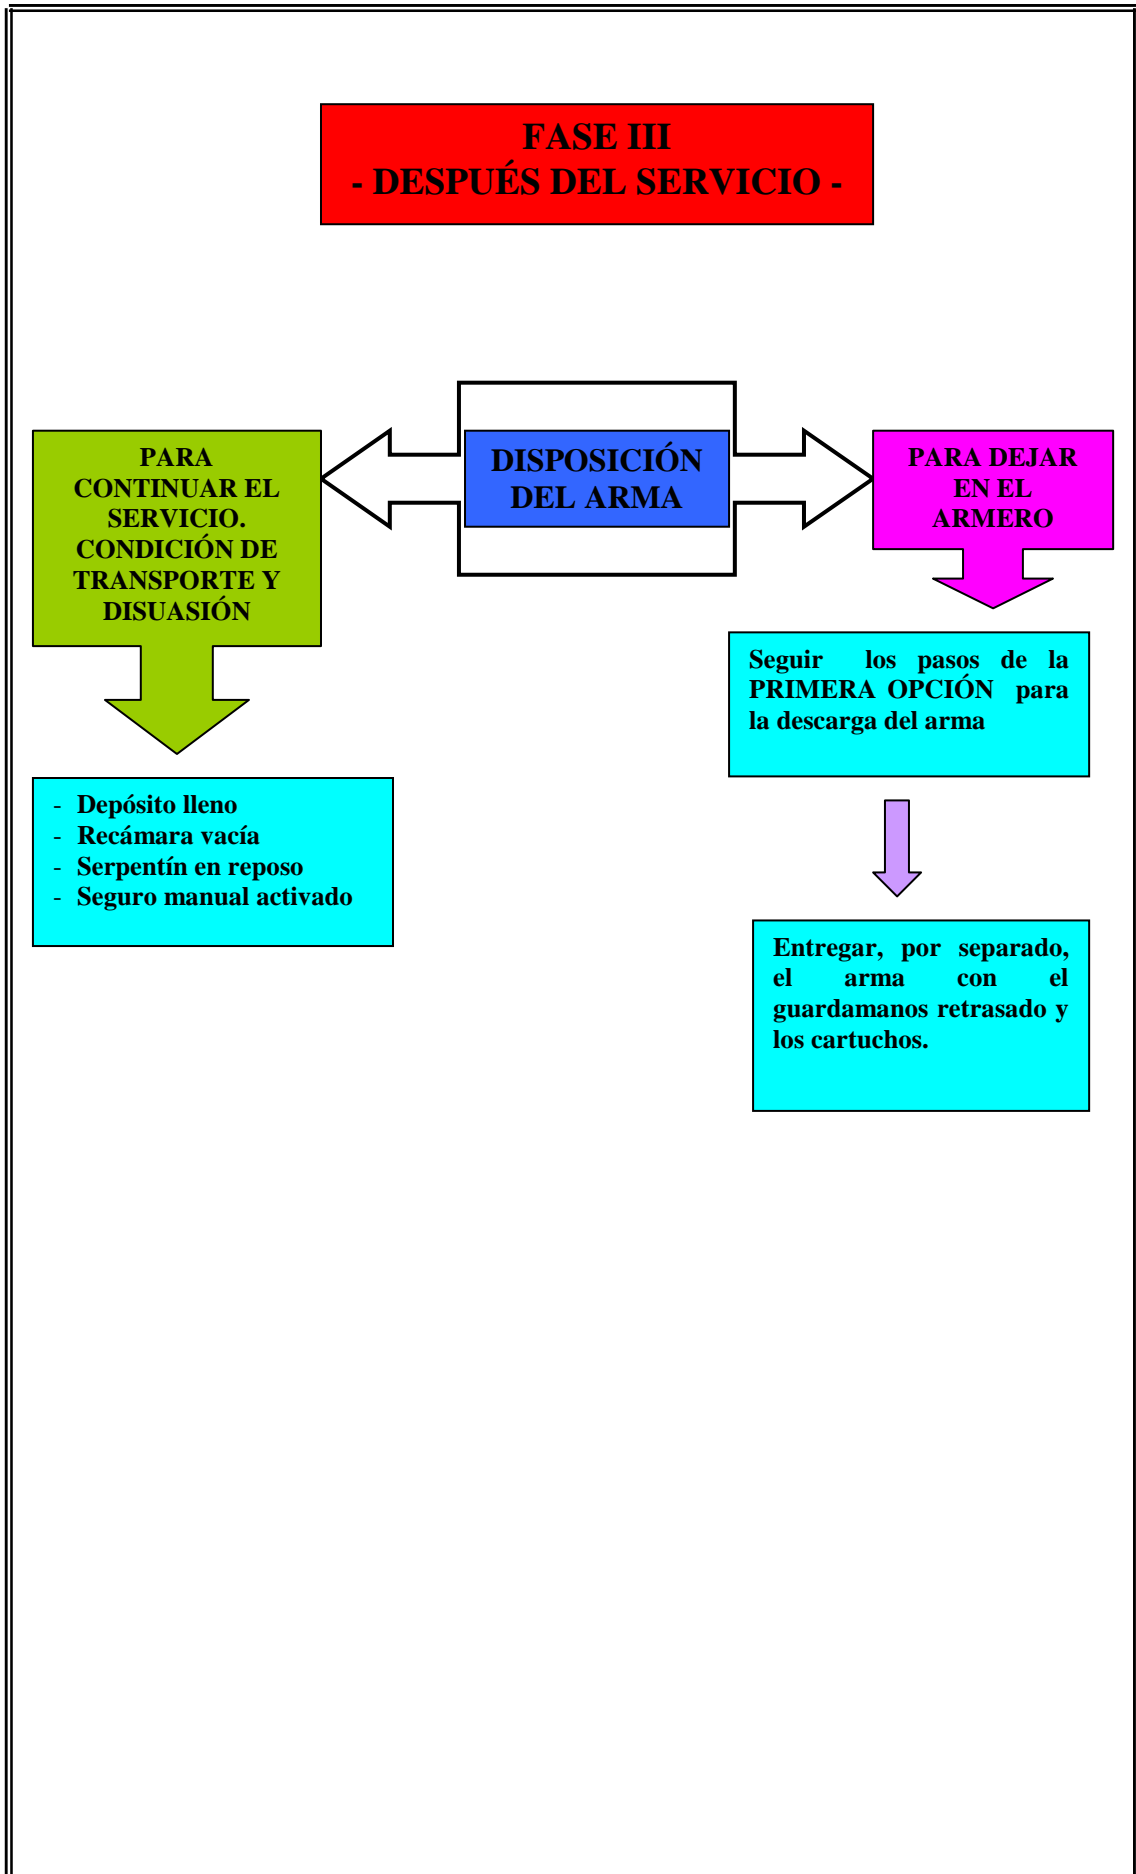 FASE III
- DESPUÉS DEL SERVICIO -
PARA
CONTINUAR EL
SERVICIO.
CONDICIÓN DE
TRANSPORTE Y
DISUASIÓN
DISPOSICIÓN
DEL ARMA
PARA DEJAR
EN EL
ARMERO
Seguir los pasos de la
PRIMERA OPCIÓN para
la descarga del arma
- Depósito lleno
- Recámara vacía
- Serpentín en reposo
- Seguro manual activado
Entregar, por separado,
el arma con el
guardamanos retrasado y
los cartuchos.